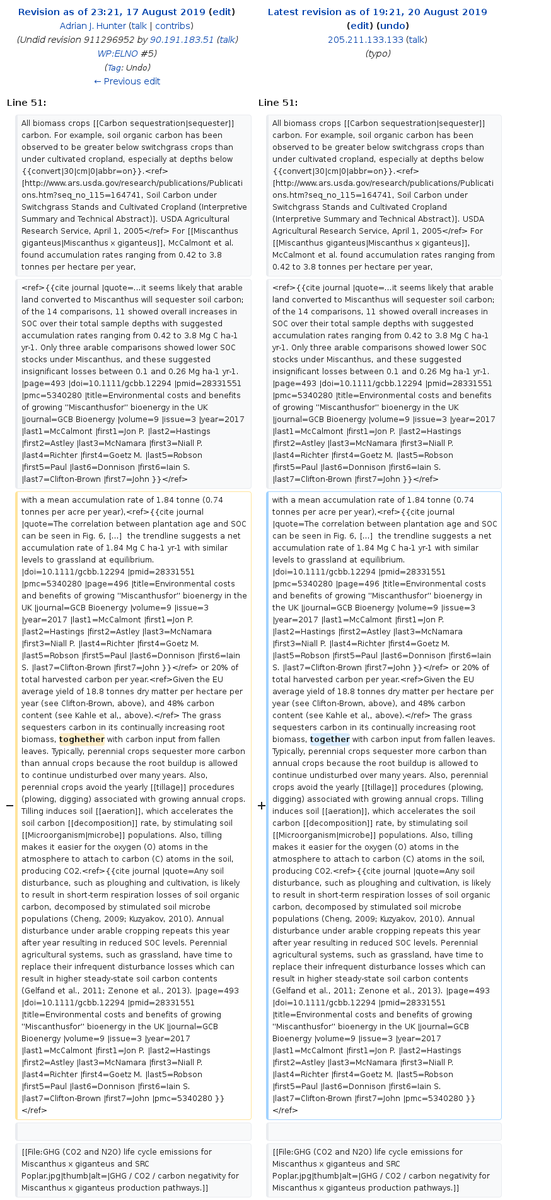 Revision as of 23:21, 17 August 2019 (edit)
Adrian J. Hunter (talk | contribs)
(Undid revision 911296952 by 90.191.183.51 (talk)
WP:ELNO #5)
(Tag: Undo)
← Previous edit
Latest revision as of 19:21, 20 August 2019
(edit) (undo)
205.211.133.133 (talk)
(typo)
Line 51:
All biomass crops [[Carbon sequestration|sequester]]
carbon. For example, soil organic carbon has been
observed to be greater below switchgrass crops than
under cultivated cropland, especially at depths below
{{convert|30|cm|0|abbr=on}}.<ref>
[http://www.ars.usda.gov/research/publications/Publicati
ons.htm?seq_no_115=164741, Soil Carbon under
Switchgrass Stands and Cultivated Cropland (Interpretive
Summary and Technical Abstract)]. USDA Agricultural
Research Service, April 1, 2005</ref> For [[Miscanthus
giganteus|Miscanthus x giganteus]], McCalmont et al.
found accumulation rates ranging from 0.42 to 3.8
tonnes per hectare per year,
<ref>{{cite journal |quote=...it seems likely that arable
land converted to Miscanthus will sequester soil carbon;
of the 14 comparisons, 11 showed overall increases in
SOC over their total sample depths with suggested
accumulation rates ranging from 0.42 to 3.8 Mg C ha-1
yr-1. Only three arable comparisons showed lower SOC
stocks under Miscanthus, and these suggested
insignificant losses between 0.1 and 0.26 Mg ha-1 yr-1.
|page=493 |doi=10.1111/gcbb.12294 |pmid=28331551
|pmc=5340280 |title=Environmental costs and benefits
of growing "Miscanthusfor" bioenergy in the UK
|journal=GCB Bioenergy |volume=9 |issue=3 |year=2017
|last1=McCalmont |first1=Jon P. |last2=Hastings
|first2=Astley |last3=McNamara |first3=Niall P.
|last4=Richter |first4=Goetz M. |last5=Robson
|first5=Paul |last6=Donnison |first6=Iain S.
|last7=Clifton-Brown |first7=John }}</ref>
−
with a mean accumulation rate of 1.84 tonne (0.74
tonnes per acre per year),<ref>{{cite journal
|quote=The correlation between plantation age and SOC
can be seen in Fig. 6, [...]  the trendline suggests a net
accumulation rate of 1.84 Mg C ha-1 yr-1 with similar
levels to grassland at equilibrium.
|doi=10.1111/gcbb.12294 |pmid=28331551
|pmc=5340280 |page=496 |title=Environmental costs
and benefits of growing "Miscanthusfor" bioenergy in the
UK |journal=GCB Bioenergy |volume=9 |issue=3
|year=2017 |last1=McCalmont |first1=Jon P.
|last2=Hastings |first2=Astley |last3=McNamara
|first3=Niall P. |last4=Richter |first4=Goetz M.
|last5=Robson |first5=Paul |last6=Donnison |first6=Iain
S. |last7=Clifton-Brown |first7=John }}</ref> or 20% of
total harvested carbon per year.<ref>Given the EU
average yield of 18.8 tonnes dry matter per hectare per
year (see Clifton-Brown, above), and 48% carbon
content (see Kahle et al,, above).</ref> The grass
sequesters carbon in its continually increasing root
biomass, toghether with carbon input from fallen
leaves. Typically, perennial crops sequester more carbon
than annual crops because the root buildup is allowed
to continue undisturbed over many years. Also,
perennial crops avoid the yearly [[tillage]] procedures
(plowing, digging) associated with growing annual crops.
Tilling induces soil [[aeration]], which accelerates the
soil carbon [[decomposition]] rate, by stimulating soil
[[Microorganism|microbe]] populations. Also, tilling
makes it easier for the oxygen (O) atoms in the
atmosphere to attach to carbon (C) atoms in the soil,
producing CO2.<ref>{{cite journal |quote=Any soil
disturbance, such as ploughing and cultivation, is likely
to result in short-term respiration losses of soil organic
carbon, decomposed by stimulated soil microbe
populations (Cheng, 2009; Kuzyakov, 2010). Annual
disturbance under arable cropping repeats this year
after year resulting in reduced SOC levels. Perennial
agricultural systems, such as grassland, have time to
replace their infrequent disturbance losses which can
result in higher steady-state soil carbon contents
(Gelfand et al., 2011; Zenone et al., 2013). |page=493
|doi=10.1111/gcbb.12294 |pmid=28331551
|title=Environmental costs and benefits of growing
"Miscanthusfor" bioenergy in the UK |journal=GCB
Bioenergy |volume=9 |issue=3 |year=2017
|last1=McCalmont |first1=Jon P. |last2=Hastings
|first2=Astley |last3=McNamara |first3=Niall P.
|last4=Richter |first4=Goetz M. |last5=Robson
|first5=Paul |last6=Donnison |first6=Iain S.
|last7=Clifton-Brown |first7=John |pmc=5340280 }}
</ref>
[[File:GHG (CO2 and N2O) life cycle emissions for
Miscanthus x giganteus and SRC
Poplar.jpg|thumb|alt=|GHG / CO2 / carbon negativity for
Miscanthus x giganteus production pathways.]]
Line 51:
All biomass crops [[Carbon sequestration|sequester]]
carbon. For example, soil organic carbon has been
observed to be greater below switchgrass crops than
under cultivated cropland, especially at depths below
{{convert|30|cm|0|abbr=on}}.<ref>
[http://www.ars.usda.gov/research/publications/Publicati
ons.htm?seq_no_115=164741, Soil Carbon under
Switchgrass Stands and Cultivated Cropland
(Interpretive Summary and Technical Abstract)]. USDA
Agricultural Research Service, April 1, 2005</ref> For
[[Miscanthus giganteus|Miscanthus x giganteus]],
McCalmont et al. found accumulation rates ranging from
0.42 to 3.8 tonnes per hectare per year,
<ref>{{cite journal |quote=...it seems likely that arable
land converted to Miscanthus will sequester soil carbon;
of the 14 comparisons, 11 showed overall increases in
SOC over their total sample depths with suggested
accumulation rates ranging from 0.42 to 3.8 Mg C ha-1
yr-1. Only three arable comparisons showed lower SOC
stocks under Miscanthus, and these suggested
insignificant losses between 0.1 and 0.26 Mg ha-1 yr-1.
|page=493 |doi=10.1111/gcbb.12294 |pmid=28331551
|pmc=5340280 |title=Environmental costs and benefits
of growing "Miscanthusfor" bioenergy in the UK
|journal=GCB Bioenergy |volume=9 |issue=3 |year=2017
|last1=McCalmont |first1=Jon P. |last2=Hastings
|first2=Astley |last3=McNamara |first3=Niall P.
|last4=Richter |first4=Goetz M. |last5=Robson
|first5=Paul |last6=Donnison |first6=Iain S.
|last7=Clifton-Brown |first7=John }}</ref>
+
with a mean accumulation rate of 1.84 tonne (0.74
tonnes per acre per year),<ref>{{cite journal
|quote=The correlation between plantation age and SOC
can be seen in Fig. 6, [...]  the trendline suggests a net
accumulation rate of 1.84 Mg C ha-1 yr-1 with similar
levels to grassland at equilibrium.
|doi=10.1111/gcbb.12294 |pmid=28331551
|pmc=5340280 |page=496 |title=Environmental costs
and benefits of growing "Miscanthusfor" bioenergy in
the UK |journal=GCB Bioenergy |volume=9 |issue=3
|year=2017 |last1=McCalmont |first1=Jon P.
|last2=Hastings |first2=Astley |last3=McNamara
|first3=Niall P. |last4=Richter |first4=Goetz M.
|last5=Robson |first5=Paul |last6=Donnison |first6=Iain
S. |last7=Clifton-Brown |first7=John }}</ref> or 20% of
total harvested carbon per year.<ref>Given the EU
average yield of 18.8 tonnes dry matter per hectare per
year (see Clifton-Brown, above), and 48% carbon
content (see Kahle et al,, above).</ref> The grass
sequesters carbon in its continually increasing root
biomass, together with carbon input from fallen leaves.
Typically, perennial crops sequester more carbon than
annual crops because the root buildup is allowed to
continue undisturbed over many years. Also, perennial
crops avoid the yearly [[tillage]] procedures (plowing,
digging) associated with growing annual crops. Tilling
induces soil [[aeration]], which accelerates the soil
carbon [[decomposition]] rate, by stimulating soil
[[Microorganism|microbe]] populations. Also, tilling
makes it easier for the oxygen (O) atoms in the
atmosphere to attach to carbon (C) atoms in the soil,
producing CO2.<ref>{{cite journal |quote=Any soil
disturbance, such as ploughing and cultivation, is likely
to result in short-term respiration losses of soil organic
carbon, decomposed by stimulated soil microbe
populations (Cheng, 2009; Kuzyakov, 2010). Annual
disturbance under arable cropping repeats this year
after year resulting in reduced SOC levels. Perennial
agricultural systems, such as grassland, have time to
replace their infrequent disturbance losses which can
result in higher steady-state soil carbon contents
(Gelfand et al., 2011; Zenone et al., 2013). |page=493
|doi=10.1111/gcbb.12294 |pmid=28331551
|title=Environmental costs and benefits of growing
"Miscanthusfor" bioenergy in the UK |journal=GCB
Bioenergy |volume=9 |issue=3 |year=2017
|last1=McCalmont |first1=Jon P. |last2=Hastings
|first2=Astley |last3=McNamara |first3=Niall P.
|last4=Richter |first4=Goetz M. |last5=Robson
|first5=Paul |last6=Donnison |first6=Iain S.
|last7=Clifton-Brown |first7=John |pmc=5340280 }}
</ref>
[[File:GHG (CO2 and N2O) life cycle emissions for
Miscanthus x giganteus and SRC
Poplar.jpg|thumb|alt=|GHG / CO2 / carbon negativity for
Miscanthus x giganteus production pathways.]]